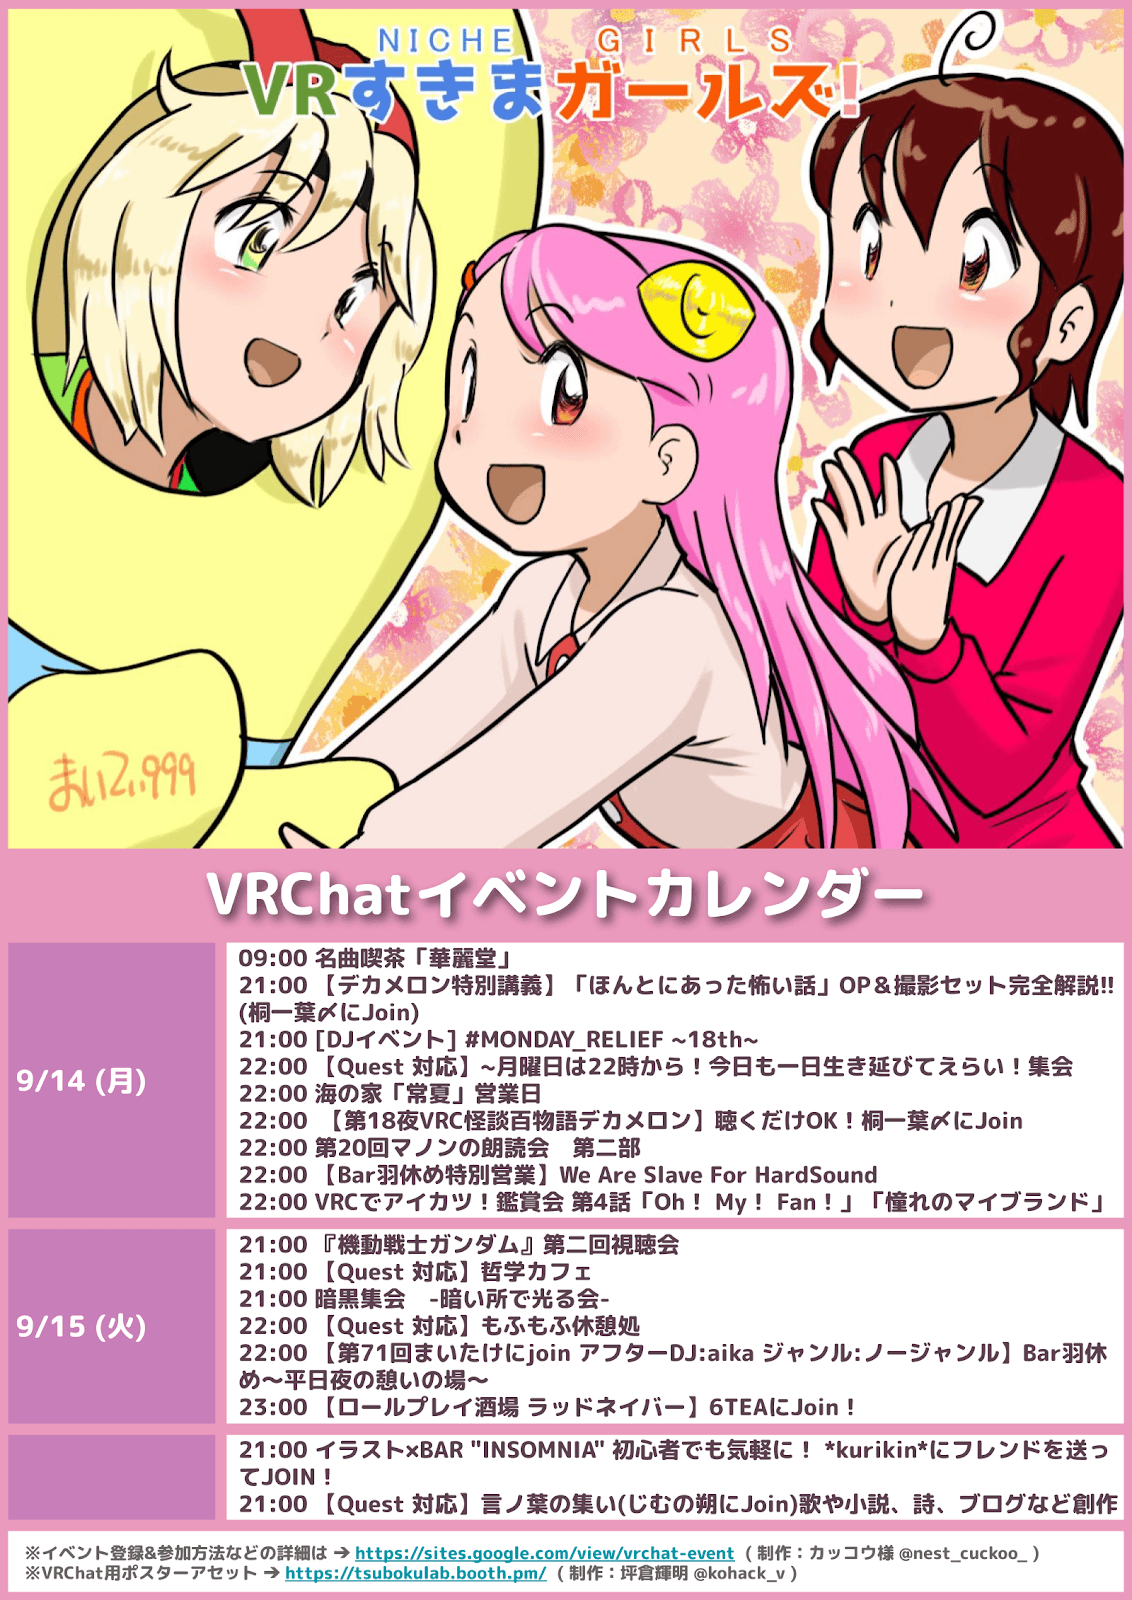 NICHE GIRLS
VRすきまガールズ!
まいてぃ999
VRChatイベントカレンダー
9/14 (月)
09:00 名曲喫茶「華麗堂」
21:00 【デカメロン特別講義】「ほんとにあった怖い話」OP＆撮影セット完全解説!!
(桐一葉〆にJoin)
21:00 [DJイベント] #MONDAY_RELIEF ~18th~
22:00 【Quest 対応】~月曜日は22時から！今日も一日生き延びてえらい！集会
22:00 海の家「常夏」営業日
22:00 【第18夜VRC怪談百物語デカメロン】聴くだけOK！桐一葉〆にJoin
22:00 第20回マノンの朗読会　第二部
22:00 【Bar羽休め特別営業】We Are Slave For HardSound
22:00 VRCでアイカツ！鑑賞会 第4話「Oh！ My！ Fan！」「憧れのマイブランド」
9/15 (火)
21:00 『機動戦士ガンダム』第二回視聴会
21:00 【Quest 対応】哲学カフェ
21:00 暗黒集会　-暗い所で光る会-
22:00 【Quest 対応】もふもふ休憩処
22:00 【第71回まいたけにjoin アフターDJ:aika ジャンル:ノージャンル】Bar羽休
め～平日夜の憩いの場～
23:00 【ロールプレイ酒場 ラッドネイバー】6TEAにJoin！
21:00 イラスト×BAR "INSOMNIA" 初心者でも気軽に！ *kurikin*にフレンドを送っ
てJOIN！
21:00 【Quest 対応】言ノ葉の集い(じむの朔にJoin)歌や小説、詩、ブログなど創作
※イベント登録&参加方法などの詳細は ➔ https://sites.google.com/view/vrchat-event ( 制作：カッコウ様 @nest_cuckoo_ )
※VRChat用ポスターアセット ➔ https://tsubokulab.booth.pm/ ( 制作：坪倉輝明 @kohack_v )